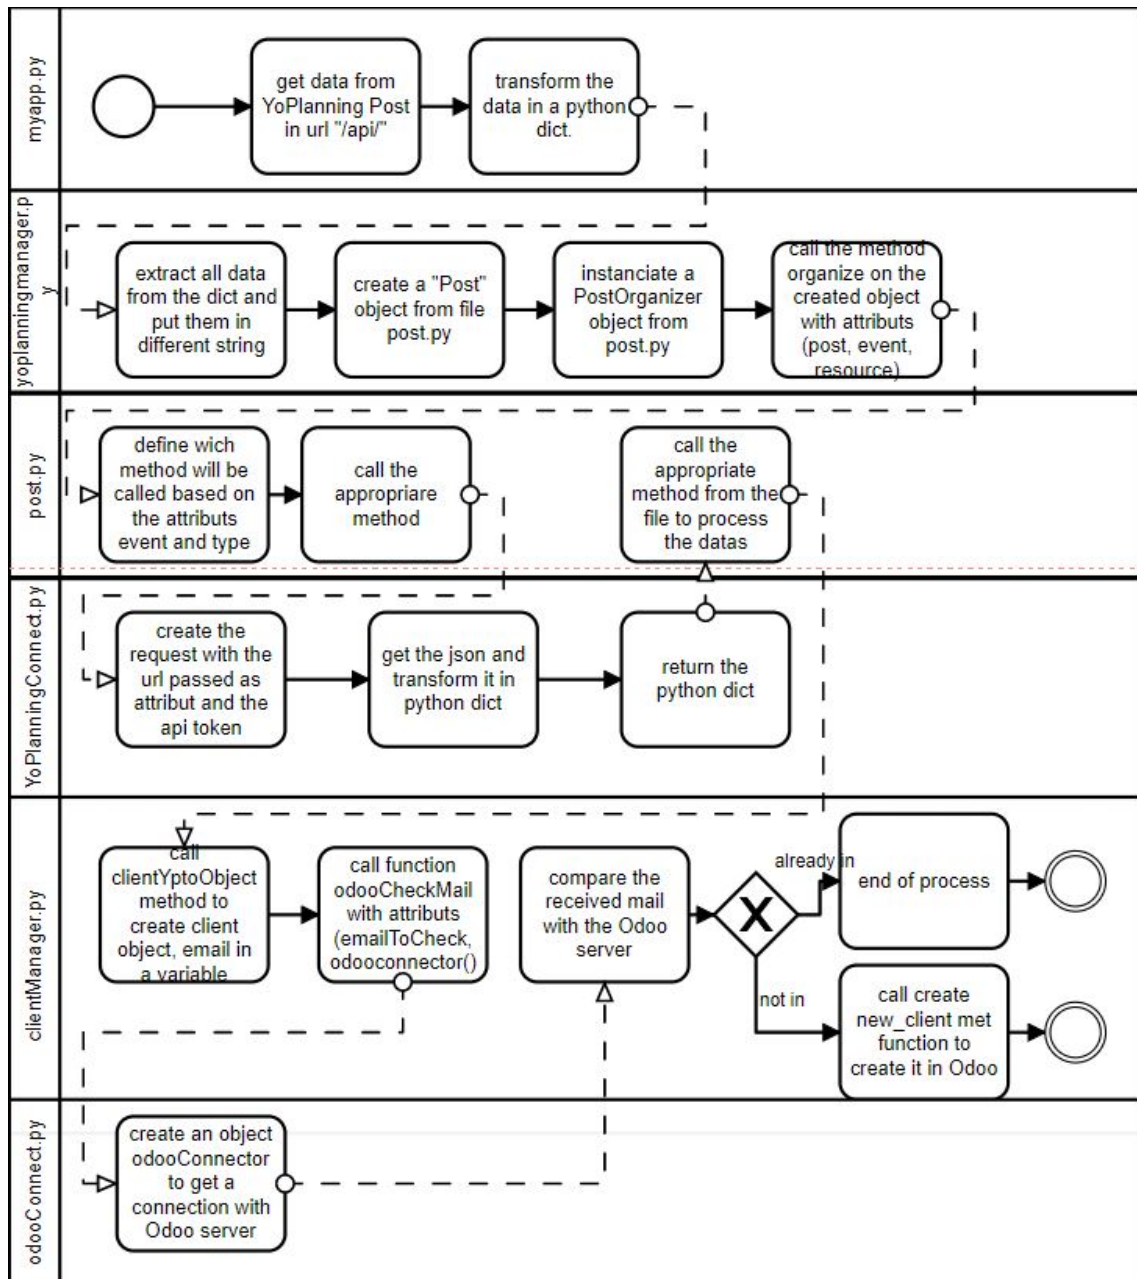 myapp.py
get data from
YoPlanning Post
in url "/api/"
transform the
data in a python
dict.
yoplanningmanager.p
y
extract all data
from the dict and
put them in
different string
create a "Post"
object from file
post.py
instanciate a
PostOrganizer
object from
post.py
call the method
organize on the
created object
with attributs
(post, event,
resource)
post.py
define wich
method will be
called based on
the attributs
event and type
call the
appropriare
method
call the
appropriate
method from the
file to process
the datas
YoPlanningConnect.py
create the
request with the
url passed as
attribut and the
api token
get the json and
transform it in
python dict
return the
python dict
clientManager.py
call
clientYptoObject
method to
create client
object, email in
a variable
call function
odooCheckMail
with attributs
(emailToCheck,
odooconnector()
compare the
received mail
with the Odoo
server
X
already in
end of process
not in
call create
new_client met
function to
create it in Odoo
odooConnect.py
create an object
odooConnector
to get a
connection with
Odoo server